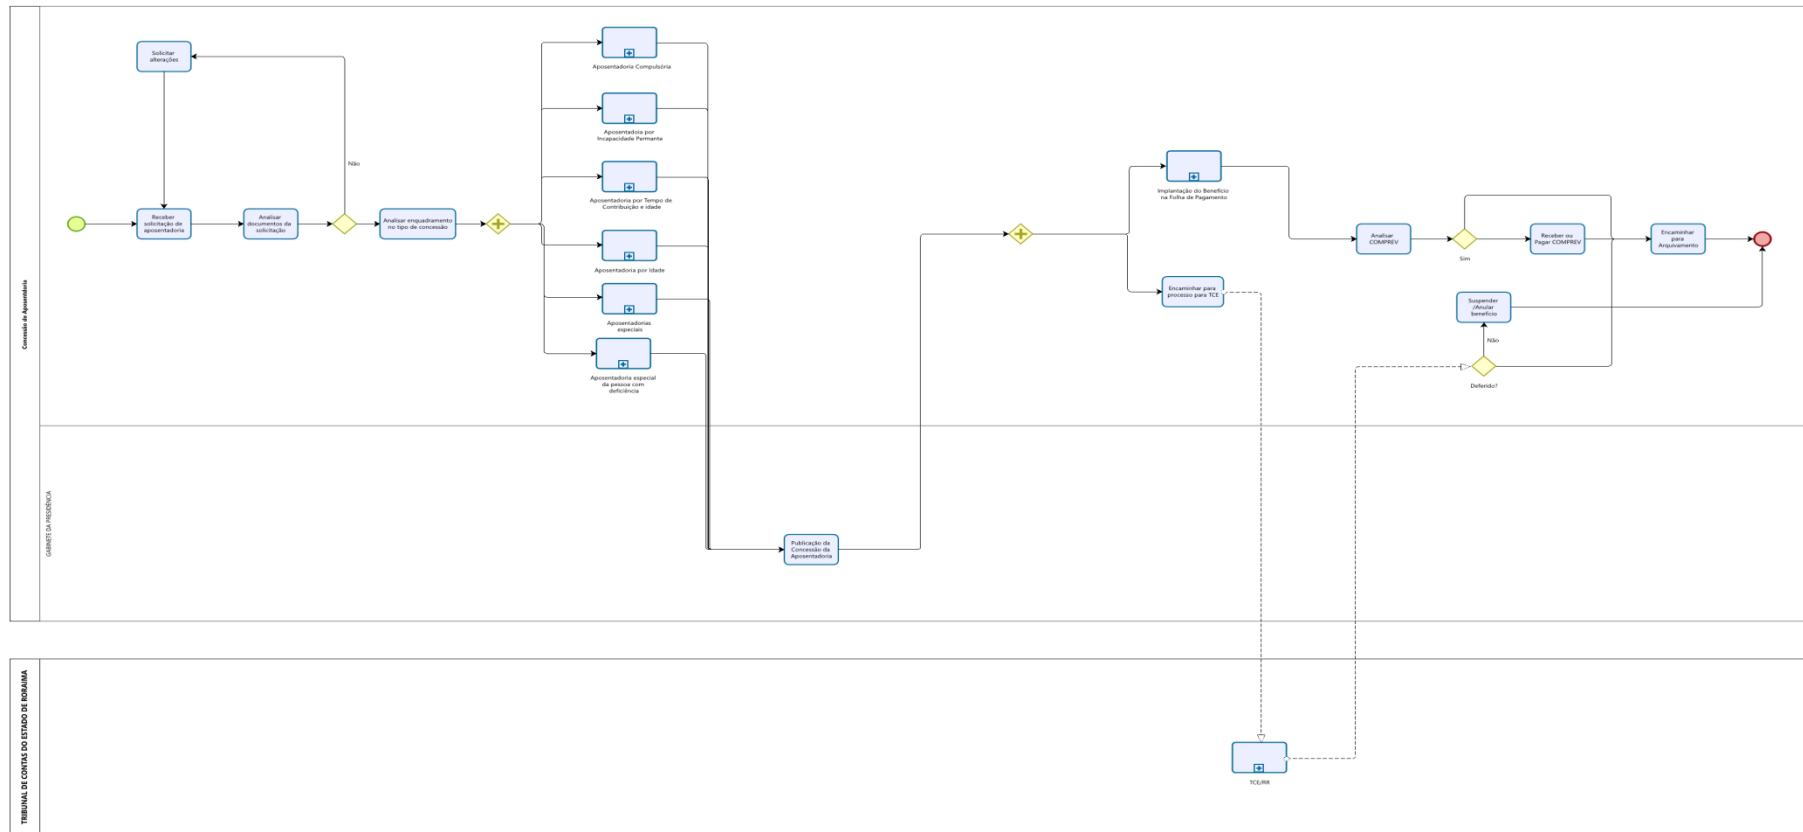 Concessão de Aposentdoria
Solicitar
alterações
Não
Receber
solicitação de
aposentadoria
Analisar
documentos da
solicitação
Analisar enquadramento
no tipo de concessão
Aposentadoria Compulsória
Aposentadoia por
Incapacidade Permanta
Aposentadoria por Tempo de
Contribuição e idade
Aposentadoria por Idade
Aposentadorias
especiais
Aposentadoria especial
da pessoa com
deficiência
Implantação do Benefício
na Folha de Pagamento
Encaminhar para
processo para TCE
Analisar
COMPREV
Sim
Receber ou
Pagar COMPREV
Encaminhar
para
Arquivamento
Suspender
/Anular
benefício
Não
Deferido?
GABINETE DA PRESIDÊNCIA
Publicação da
Concessão da
Aposentadoria
TRIBUNAL DE CONTAS DO ESTADO DE RORAIMA
TCE/RR